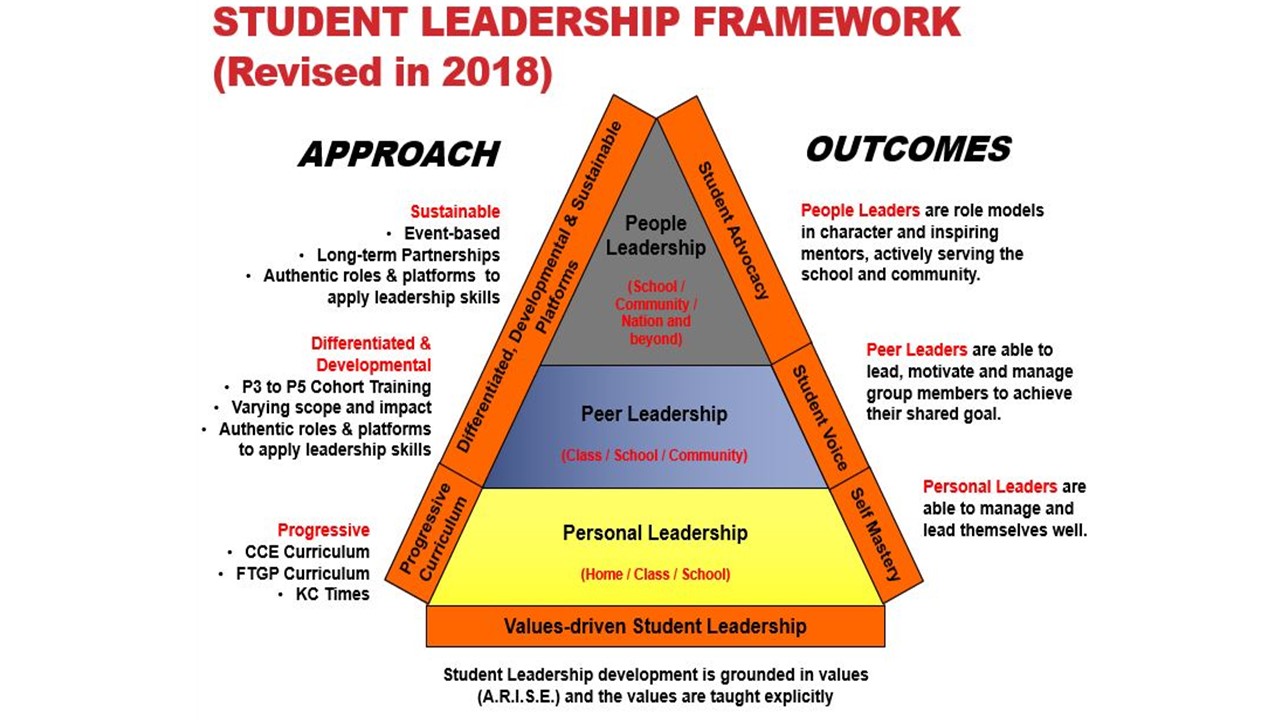 STUDENT LEADERSHIP FRAMEWORK
(Revised in 2018)
APPROACH
Sustainable
• Event-based
• Long-term Partnerships
• Authentic roles & platforms to
apply leadership skills
Differentiated &
Developmental
• P3 to P5 Cohort Training
• Varying scope and impact
• Authentic roles & platforms
to apply leadership skills
Progressive
• CCE Curriculum
• FTGP Curriculum
• KC Times
Differentiated, Developmental & Sustainable
Platforms
Progressive
Curriculum
People
Leadership
(School /
Community /
Nation and
beyond)
Peer Leadership
(Class / School / Community)
Personal Leadership
(Home / Class / School)
Student Advocacy
Student Voice
Self Mastery
OUTCOMES
People Leaders are role models
in character and inspiring
mentors, actively serving the
school and community.
Peer Leaders are able to
lead, motivate and manage
group members to achieve
their shared goal.
Personal Leaders are
able to manage and
lead themselves well.
Values-driven Student Leadership
Student Leadership development is grounded in values
(A.R.I.S.E.) and the values are taught explicitly